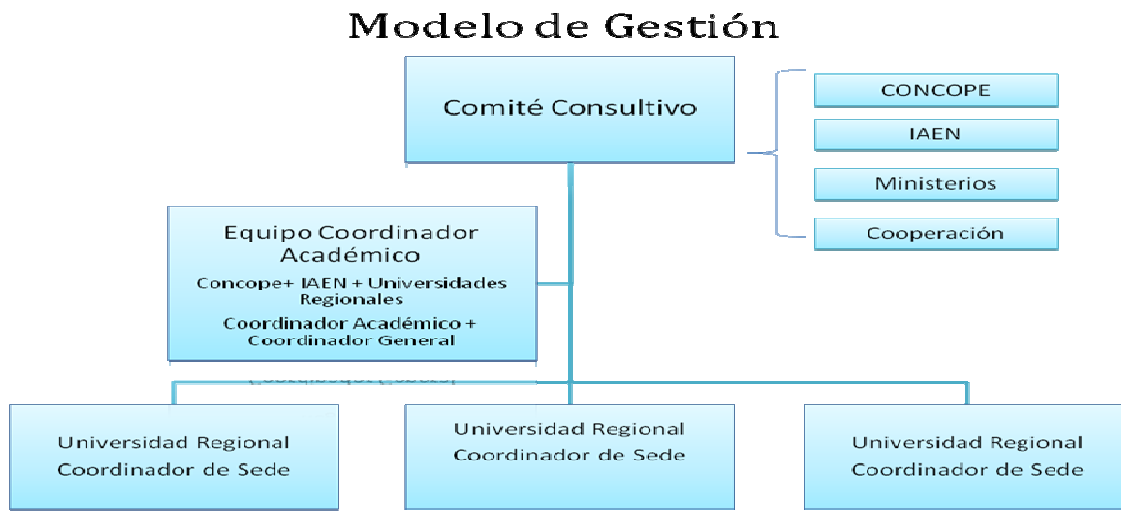 Modelo de Gestión
Comité Consultivo
CONCOPE
IAEN
Ministerios
Cooperación
Equipo Coordinador
Académico
Concope+ IAEN + Universidades
Regionales
Coordinador Académico +
Coordinador General
Universidad Regional
Coordinador de Sede
Universidad Regional
Coordinador de Sede
Universidad Regional
Coordinador de Sede